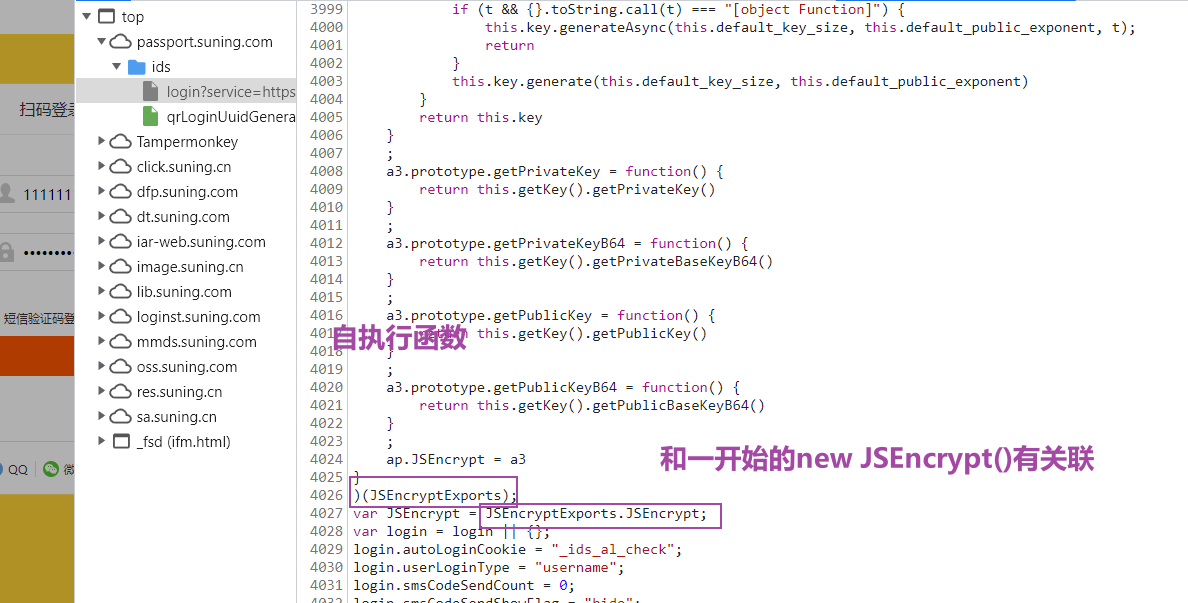 扫码登录
111111
短信验证码登
QQ
微
top
passport.suning.com
ids
login?service=https
qrLoginUuidGenera
Tampermonkey
click.suning.cn
dfp.suning.com
dt.suning.com
iar-web.suning.com
image.suning.cn
lib.suning.com
loginst.suning.com
mmds.suning.com
oss.suning.com
res.suning.cn
sa.suning.cn
_fsd (ifm.html)
3999 if (t && {}.toString.call(t) === "[object Function]") {
4000 this.key.generateAsync(this.default_key_size, this.default_public_exponent, t);
4001 return
4002 }
4003 this.key.generate(this.default_key_size, this.default_public_exponent)
4004 }
4005 return this.key
4006 }
4007 ;
4008 a3.prototype.getPrivateKey = function() {
4009 return this.getKey().getPrivateKey()
4010 }
4011 ;
4012 a3.prototype.getPrivateKeyB64 = function() {
4013 return this.getKey().getPrivateBaseKeyB64()
4014 }
4015 ;
4016 a3.prototype.getPublicKey = function() {
4017 return this.getKey().getPublicKey()
自执行函数
4018 }
4019 ;
4020 a3.prototype.getPublicKeyB64 = function() {
4021 return this.getKey().getPublicBaseKeyB64()
4022 }
4023 ;
4024 ap.JSEncrypt = a3
和一开始的new JSEncrypt()有关联
4025 }
4026 )(JSEncryptExports);
4027 var JSEncrypt = JSEncryptExports.JSEncrypt;
4028 var login = login || {};
4029 login.autoLoginCookie = "_ids_al_check";
4030 login.userLoginType = "username";
4031 login.smsCodeSendCount = 0;
4032 login.smsCodeSendShowFlag = "hide";